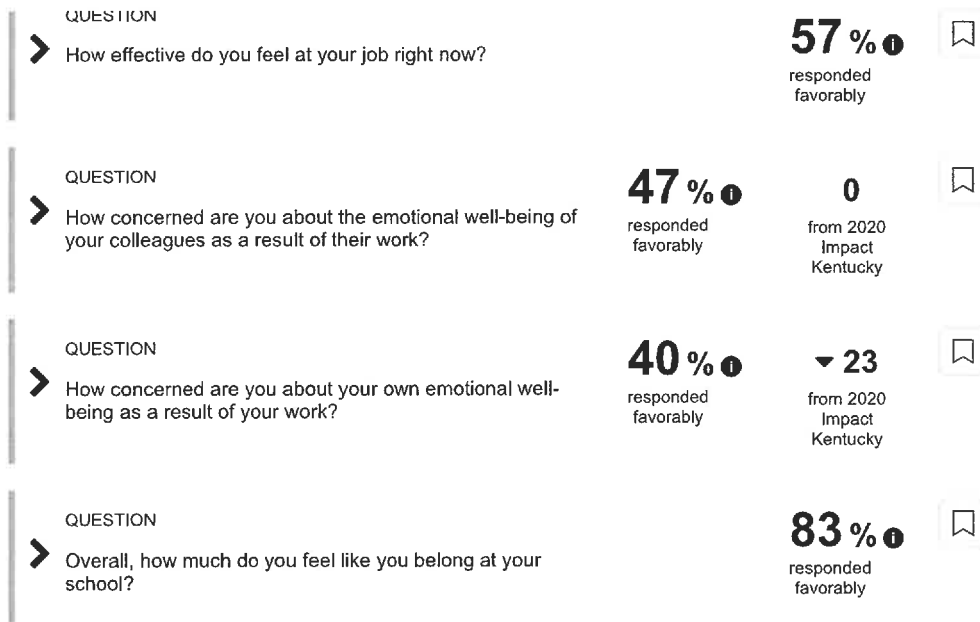 QUESTION
How effective do you feel at your job right now?
57 %
responded
favorably
QUESTION
How concerned are you about the emotional well-being of
your colleagues as a result of their work?
47 %
responded
favorably
0
from 2020
Impact
Kentucky
QUESTION
How concerned are you about your own emotional well-
being as a result of your work?
40 %
responded
favorably
23
from 2020
Impact
Kentucky
QUESTION
Overall, how much do you feel like you belong at your
school?
83 %
responded
favorably